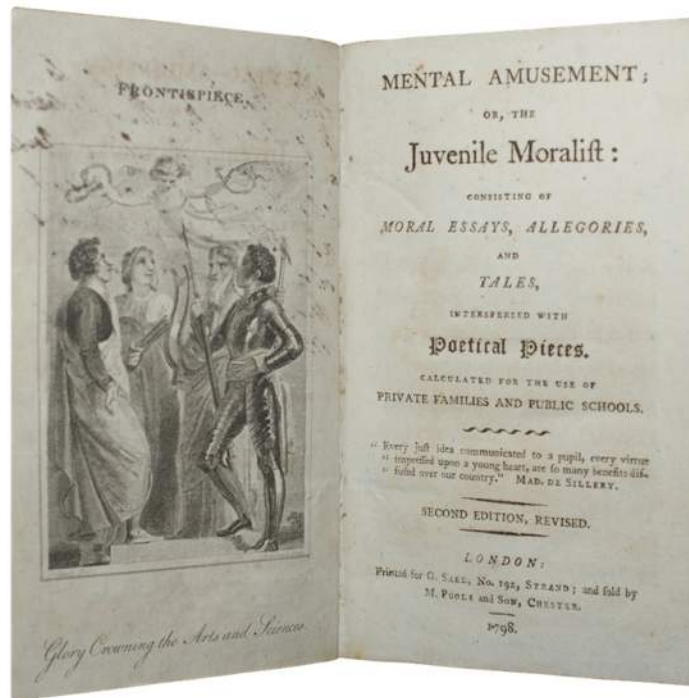 FRONTISPIECE.
Glory Crowning the Arts and Sciences.
MENTAL AMUSEMENT;
OR, THE
Juvenile Moraliſt:
CONSISTING OF
MORAL ESSAYS, ALLEGORIES,
AND
TALES,
INTERSPERSED WITH
Poetical Pieces.
CALCULATED FOR THE USE OF
PRIVATE FAMILIES AND PUBLIC SCHOOLS.
" Every juſt idea communicated to a pupil, every virtue
" impreſſed upon a young heart, are ſo many benefits diſ-
" fuſed over our country." MAD. DE SILLERY.
SECOND EDITION, REVISED.
LONDON:
Printed for G. SAEL, No. 192, STRAND; and ſold by
M. POOLE and SON, CHESTER.
1798.